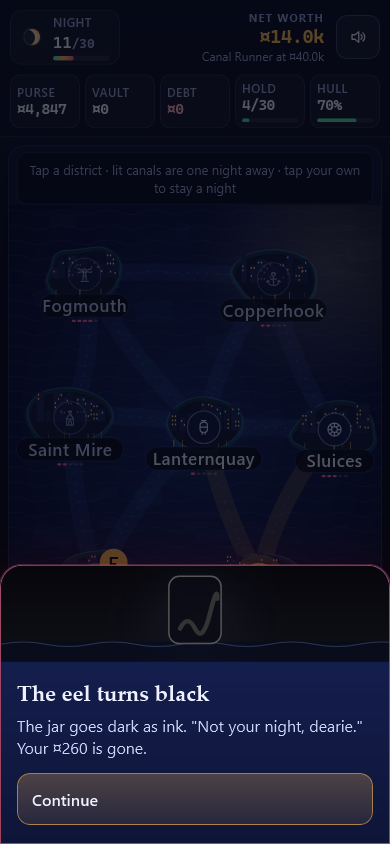 NIGHT
11/30
NET WORTH
¤14.0k
Canal Runner at ¤40.0k
PURSE
¤4,847
VAULT
¤0
DEBT
¤0
HOLD
4/30
HULL
70%
Tap a district · lit canals are one night away · tap your own
to stay a night
Fogmouth
Copperhook
Saint Mire
Lanternquay
Sluices
The eel turns black
The jar goes dark as ink. "Not your night, dearie."
Your ¤260 is gone.
Continue